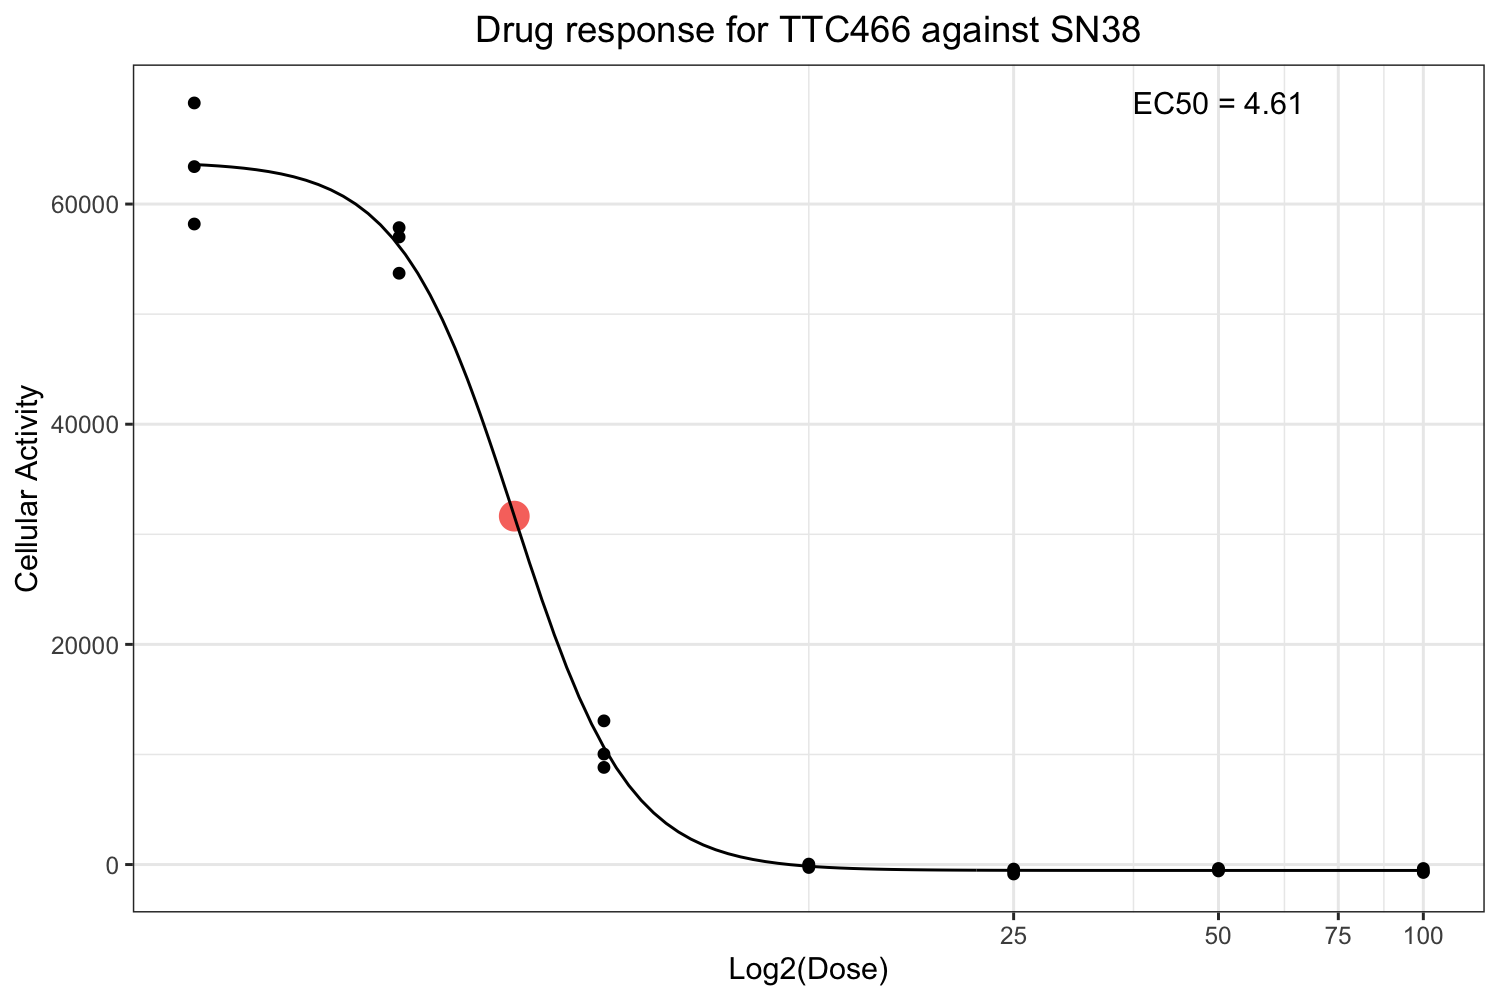 Drug response for TTC466 against SN38
EC50 = 4.61
Cellular Activity
60000
40000
20000
0
25 50 75 100
Log2(Dose)